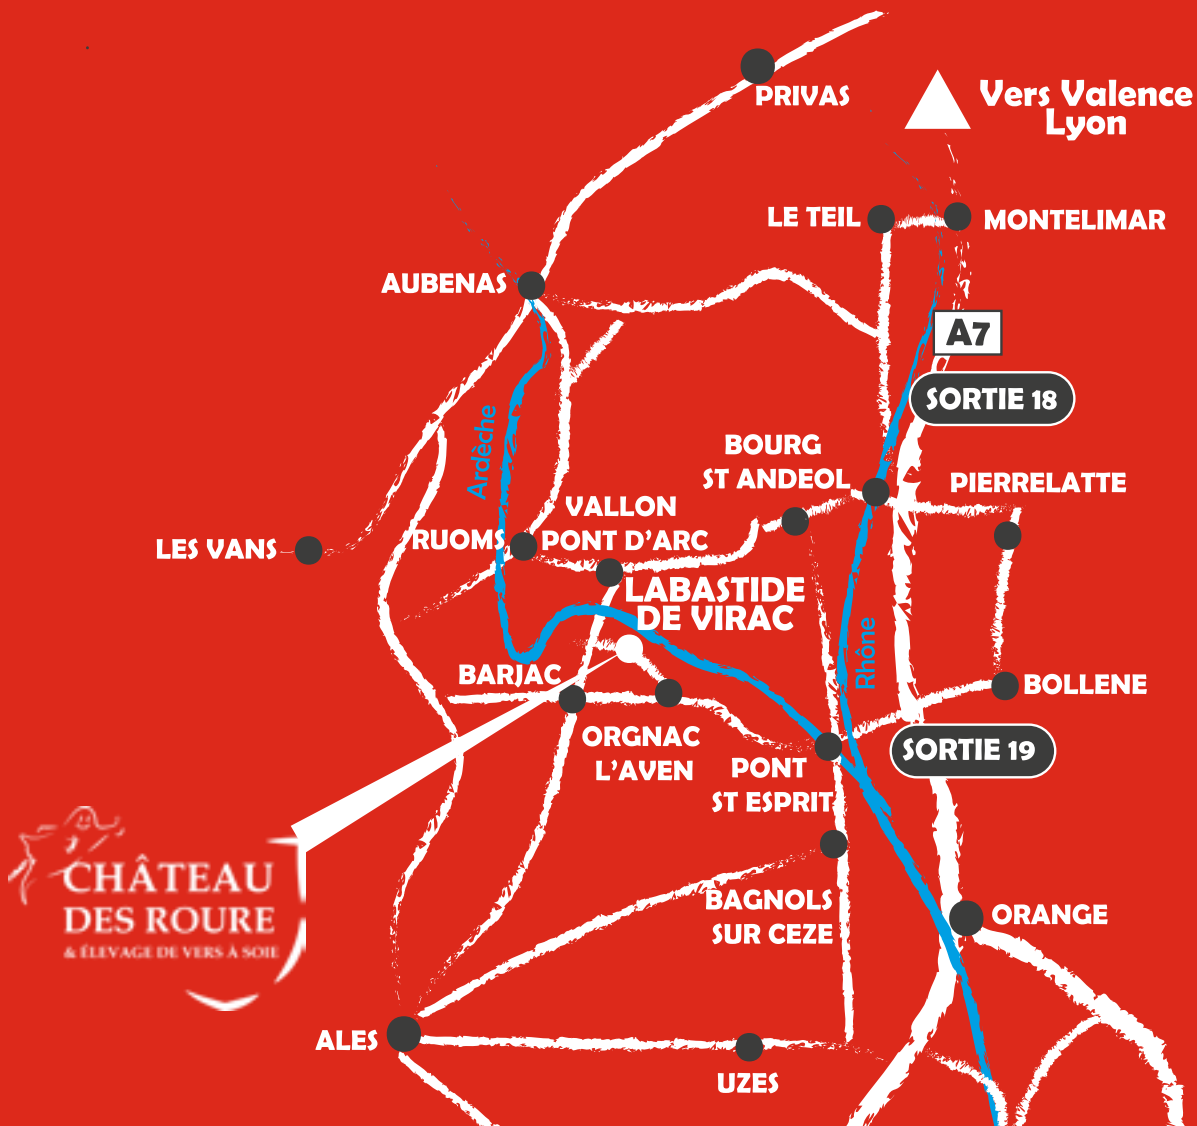 PRIVAS
Vers Valence
Lyon
LE TEIL
MONTELIMAR
AUBENAS
A7
SORTIE 18
Ardèche
BOURG
ST ANDEOL
PIERRELATTE
VALLON
PONT D'ARC
LES VANS
RUOMS
LABASTIDE
DE VIRAC
Rhône
BARJAC
BOLLENE
ORGNAC
L'AVEN
SORTIE 19
PONT
ST ESPRIT
CHÂTEAU
DES ROURE
& ÉLEVAGE DE VERS À SOIE
BAGNOLS
SUR CEZE
ORANGE
ALES
UZES